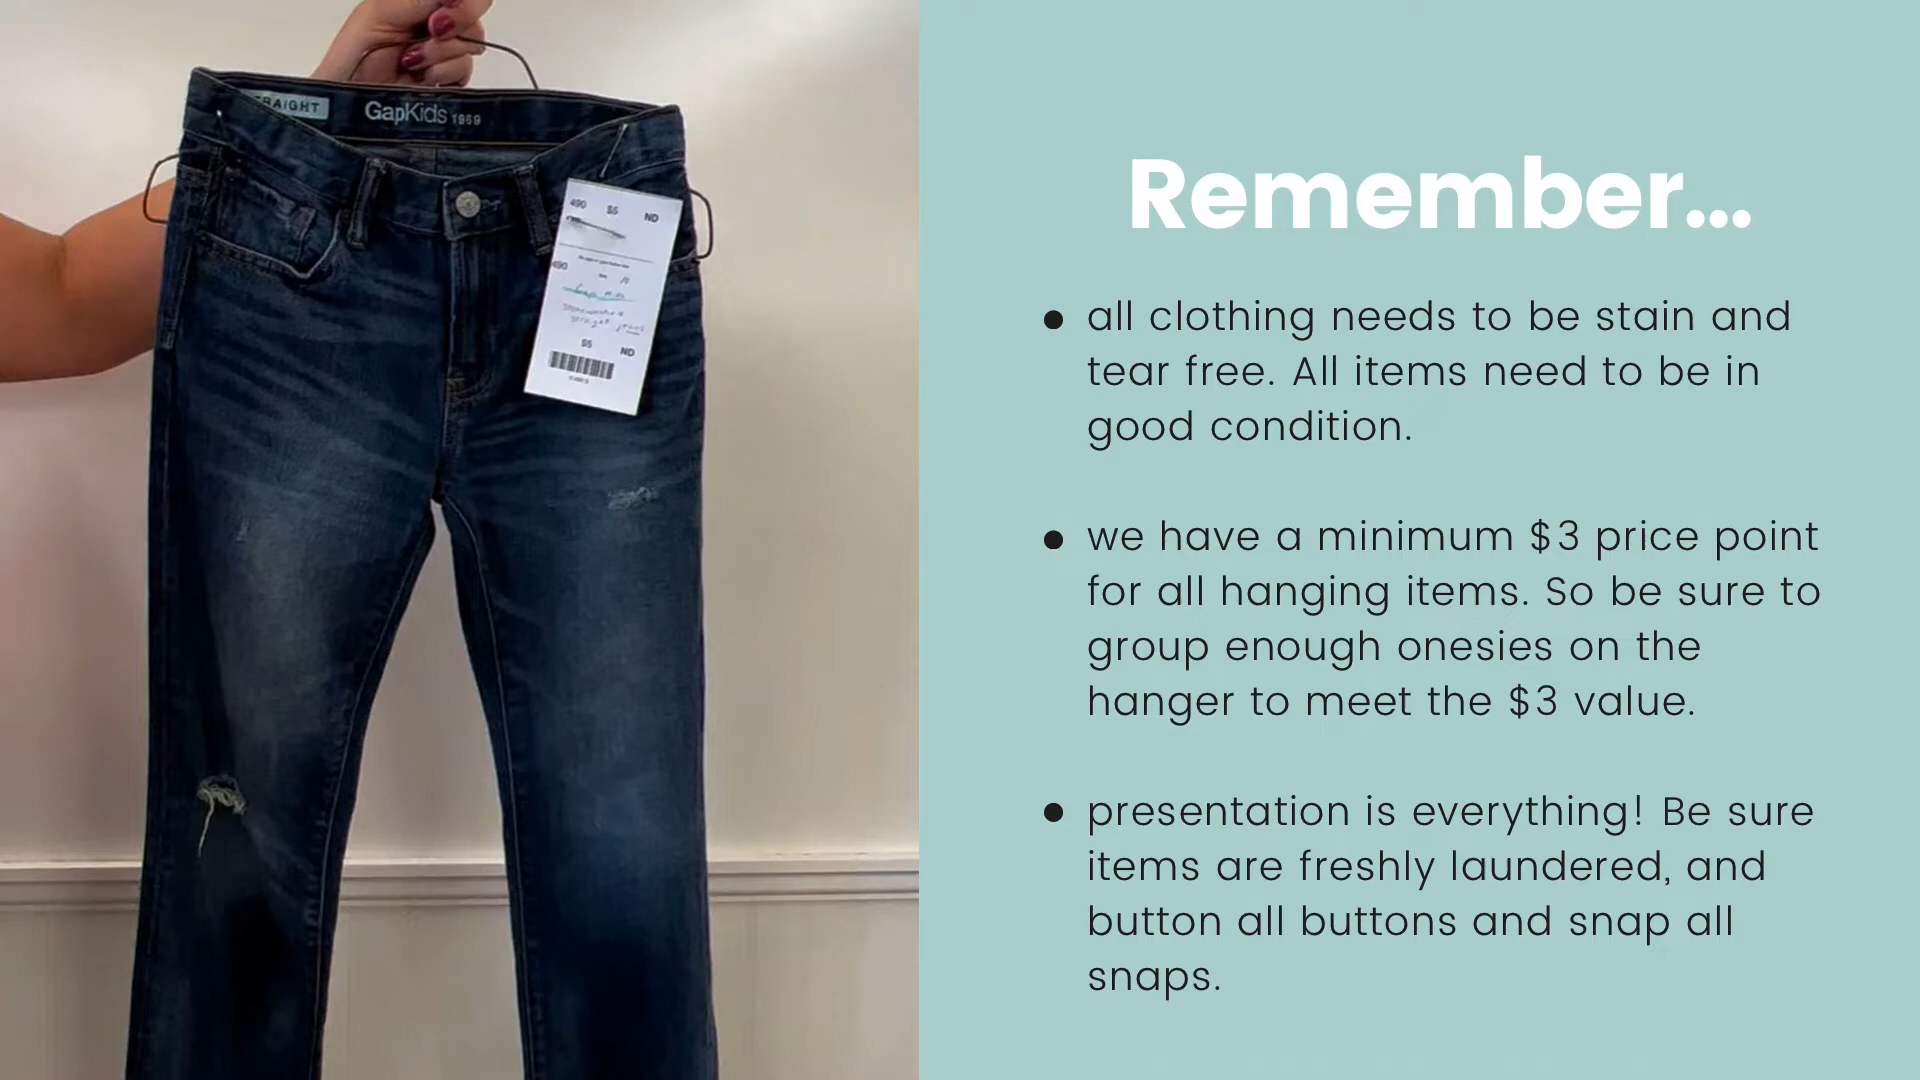 RAIGHT
GapKids 1969
490 $5 ND
490
$5 ND
Remember...
• all clothing needs to be stain and
tear free. All items need to be in
good condition.
• we have a minimum $3 price point
for all hanging items. So be sure to
group enough onesies on the
hanger to meet the $3 value.
• presentation is everything! Be sure
items are freshly laundered, and
button all buttons and snap all
snaps.